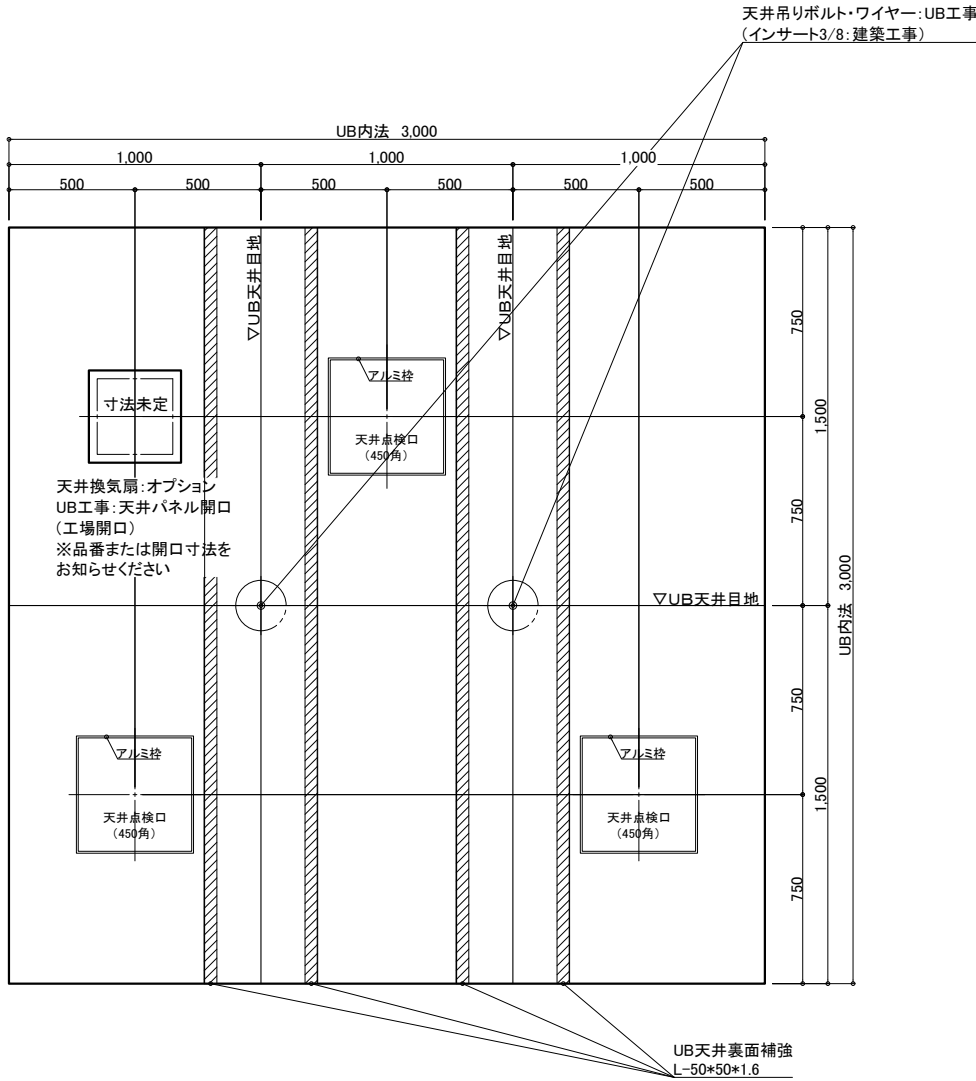 天井吊りボルト・ワイヤー：UB工事
（インサート3/8：建築工事）
UB内法 3,000
1,000
1,000
1,000
500
500
500
500
500
500
▽UB天井目地
▽UB天井目地
750
アルミ枠
寸法未定
1,500
天井点検口
（450角）
天井換気扇：オプション
UB工事：天井パネル開口
（工場開口）
※品番または開口寸法を
お知らせください
750
▽UB天井目地
UB内法 3,000
750
アルミ枠
アルミ枠
1,500
天井点検口
（450角）
天井点検口
（450角）
750
UB天井裏面補強
L-50*50*1.6